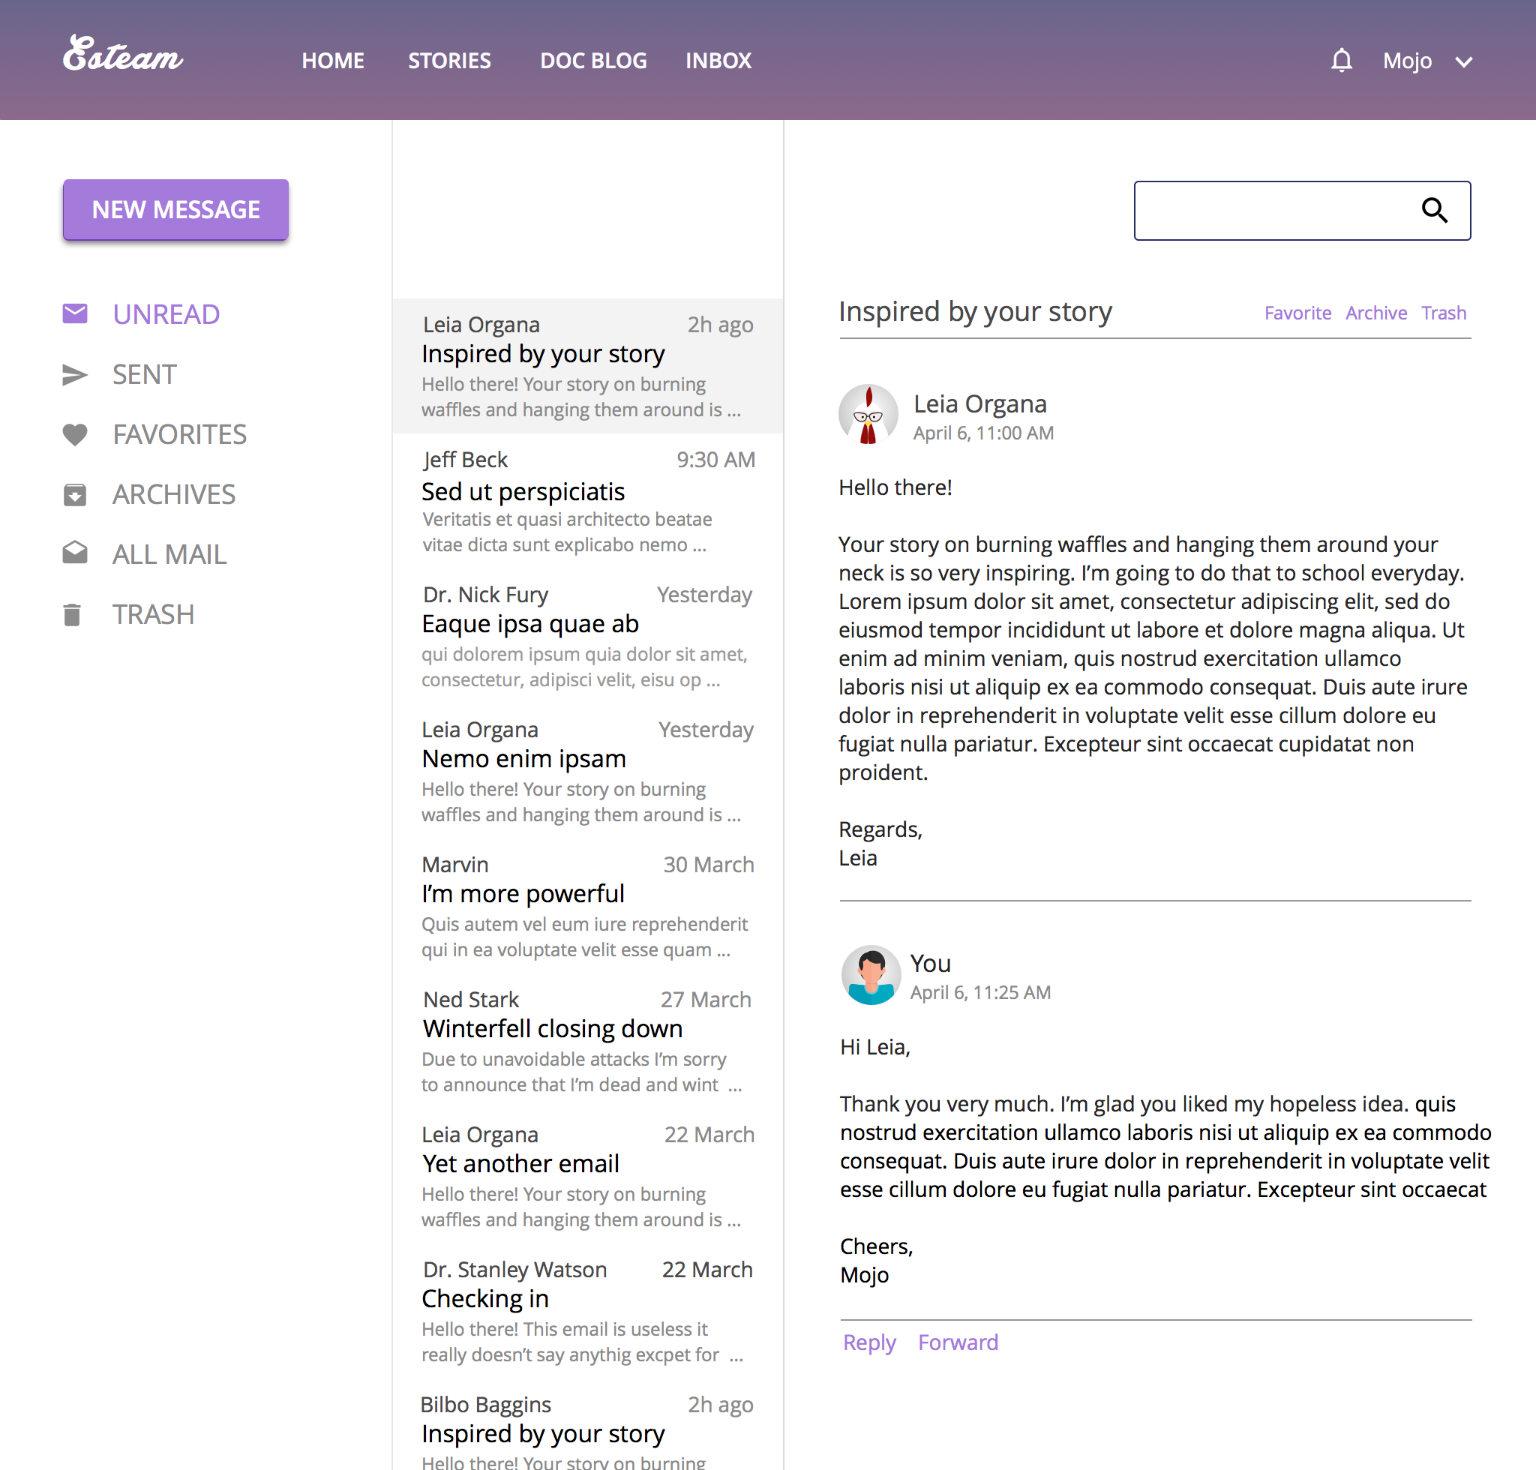 Esteam
HOME STORIES DOC BLOG INBOX
Mojo
NEW MESSAGE
UNREAD
SENT
FAVORITES
ARCHIVES
ALL MAIL
TRASH
Leia Organa 2h ago
Inspired by your story
Hello there! Your story on burning
waffles and hanging them around is ...
Jeff Beck 9:30 AM
Sed ut perspiciatis
Veritatis et quasi architecto beatae
vitae dicta sunt explicabo nemo ...
Dr. Nick Fury Yesterday
Eaque ipsa quae ab
qui dolorem ipsum quia dolor sit amet,
consectetur, adipisci velit, eisu op ...
Leia Organa Yesterday
Nemo enim ipsam
Hello there! Your story on burning
waffles and hanging them around is ...
Marvin 30 March
I’m more powerful
Quis autem vel eum iure reprehenderit
qui in ea voluptate velit esse quam ...
Ned Stark 27 March
Winterfell closing down
Due to unavoidable attacks I’m sorry
to announce that I’m dead and wint ...
Leia Organa 22 March
Yet another email
Hello there! Your story on burning
waffles and hanging them around is ...
Dr. Stanley Watson 22 March
Checking in
Hello there! This email is useless it
really doesn’t say anythig excpet for ...
Bilbo Baggins 2h ago
Inspired by your story
Hello there! Your story on burning
Inspired by your story
Favorite Archive Trash
Leia Organa
April 6, 11:00 AM
Hello there!
Your story on burning waffles and hanging them around your
neck is so very inspiring. I’m going to do that to school everyday.
Lorem ipsum dolor sit amet, consectetur adipiscing elit, sed do
eiusmod tempor incididunt ut labore et dolore magna aliqua. Ut
enim ad minim veniam, quis nostrud exercitation ullamco
laboris nisi ut aliquip ex ea commodo consequat. Duis aute irure
dolor in reprehenderit in voluptate velit esse cillum dolore eu
fugiat nulla pariatur. Excepteur sint occaecat cupidatat non
proident.
Regards,
Leia
You
April 6, 11:25 AM
Hi Leia,
Thank you very much. I’m glad you liked my hopeless idea. quis
nostrud exercitation ullamco laboris nisi ut aliquip ex ea commodo
consequat. Duis aute irure dolor in reprehenderit in voluptate velit
esse cillum dolore eu fugiat nulla pariatur. Excepteur sint occaecat
Cheers,
Mojo
Reply Forward